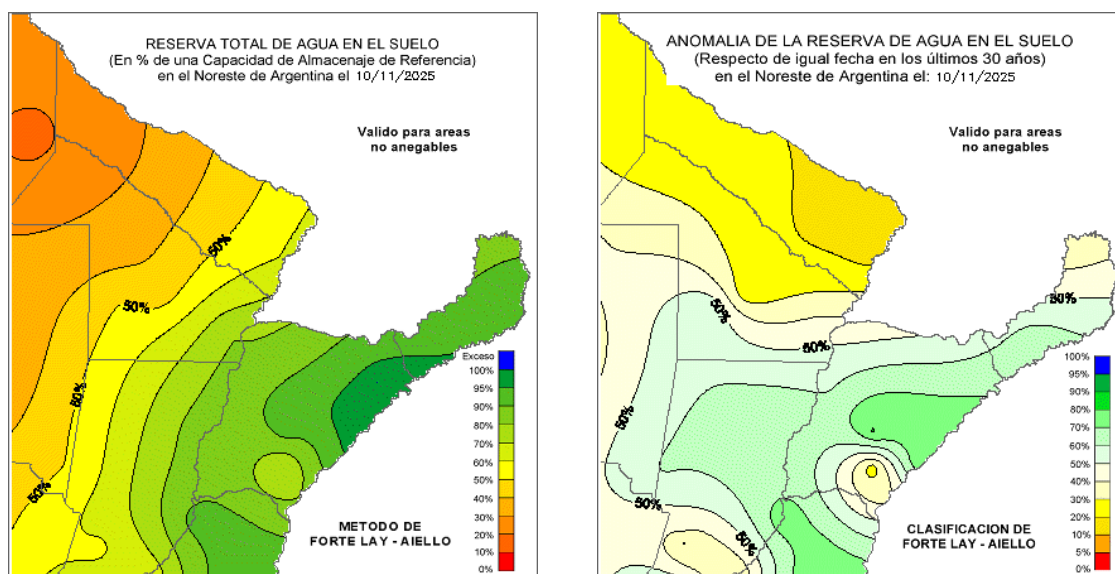 RESERVA TOTAL DE AGUA EN EL SUELO
(En % de una Capacidad de Almacenaje de Referencia)
en el Noreste de Argentina el 10/11/2025
Valido para areas
no anegables
50%
50%
50%
50%
METODO DE
FORTE LAY - AIELLO
Exceso
100%
95%
90%
80%
70%
60%
50%
40%
30%
20%
10%
0%
ANOMALIA DE LA RESERVA DE AGUA EN EL SUELO
(Respecto de igual fecha en los últimos 30 años)
en el Noreste de Argentina el: 10/11/2025
Valido para areas
no anegables
50%
50%
50%
50%
50%
50%
30%
CLASIFICACION DE
FORTE LAY - AIELLO
100%
95%
90%
80%
70%
60%
50%
40%
30%
20%
10%
5%
0%